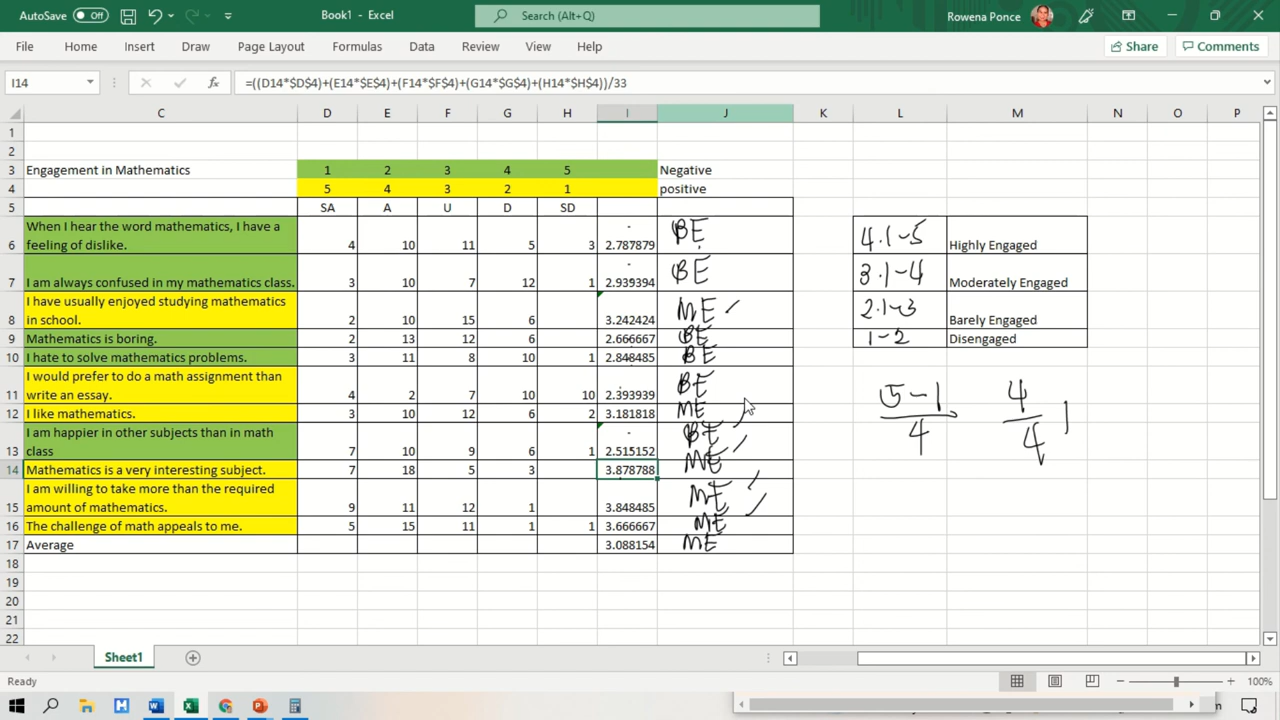 AutoSave Off Book1 - Excel Search (Alt+Q) Rowena Ponce
File Home Insert Draw Page Layout Formulas Data Review View Help Share Comments
I14 fx =((D14*$D$4)+(E14*$E$4)+(F14*$F$4)+(G14*$G$4)+(H14*$H$4))/33
C D E F G H I J K L M N O P
1
2
3 Engagement in Mathematics 1 2 3 4 5 Negative
4 5 4 3 2 1 positive
5 SA A U D SD
When I hear the word mathematics, I have a
6 feeling of dislike. 4 10 11 5 3 2.787879 BE 4.1-5 Highly Engaged
7 I am always confused in my mathematics class. 3 10 7 12 1 2.939394 BE 3.1-4 Moderately Engaged
I have usually enjoyed studying mathematics
8 in school. 2 10 15 6 3.242424 ME 2.1-3 Barely Engaged
9 Mathematics is boring. 2 13 12 6 2.666667 BE 1-2 Disengaged
10 I hate to solve mathematics problems. 3 11 8 10 1 2.848485 BE
I would prefer to do a math assignment than
11 write an essay. 4 2 7 10 10 2.393939 BE 5-1 4
12 I like mathematics. 3 10 12 6 2 3.181818 ME 4 4 1
I am happier in other subjects than in math
13 class 7 10 9 6 1 2.515152 BE
14 Mathematics is a very interesting subject. 7 18 5 3 3.878788 ME
I am willing to take more than the required
15 amount of mathematics. 9 11 12 1 3.848485 ME
16 The challenge of math appeals to me. 5 15 11 1 1 3.666667 ME
17 Average 3.088154 ME
18
19
20
21
22
Sheet1
Ready 100%